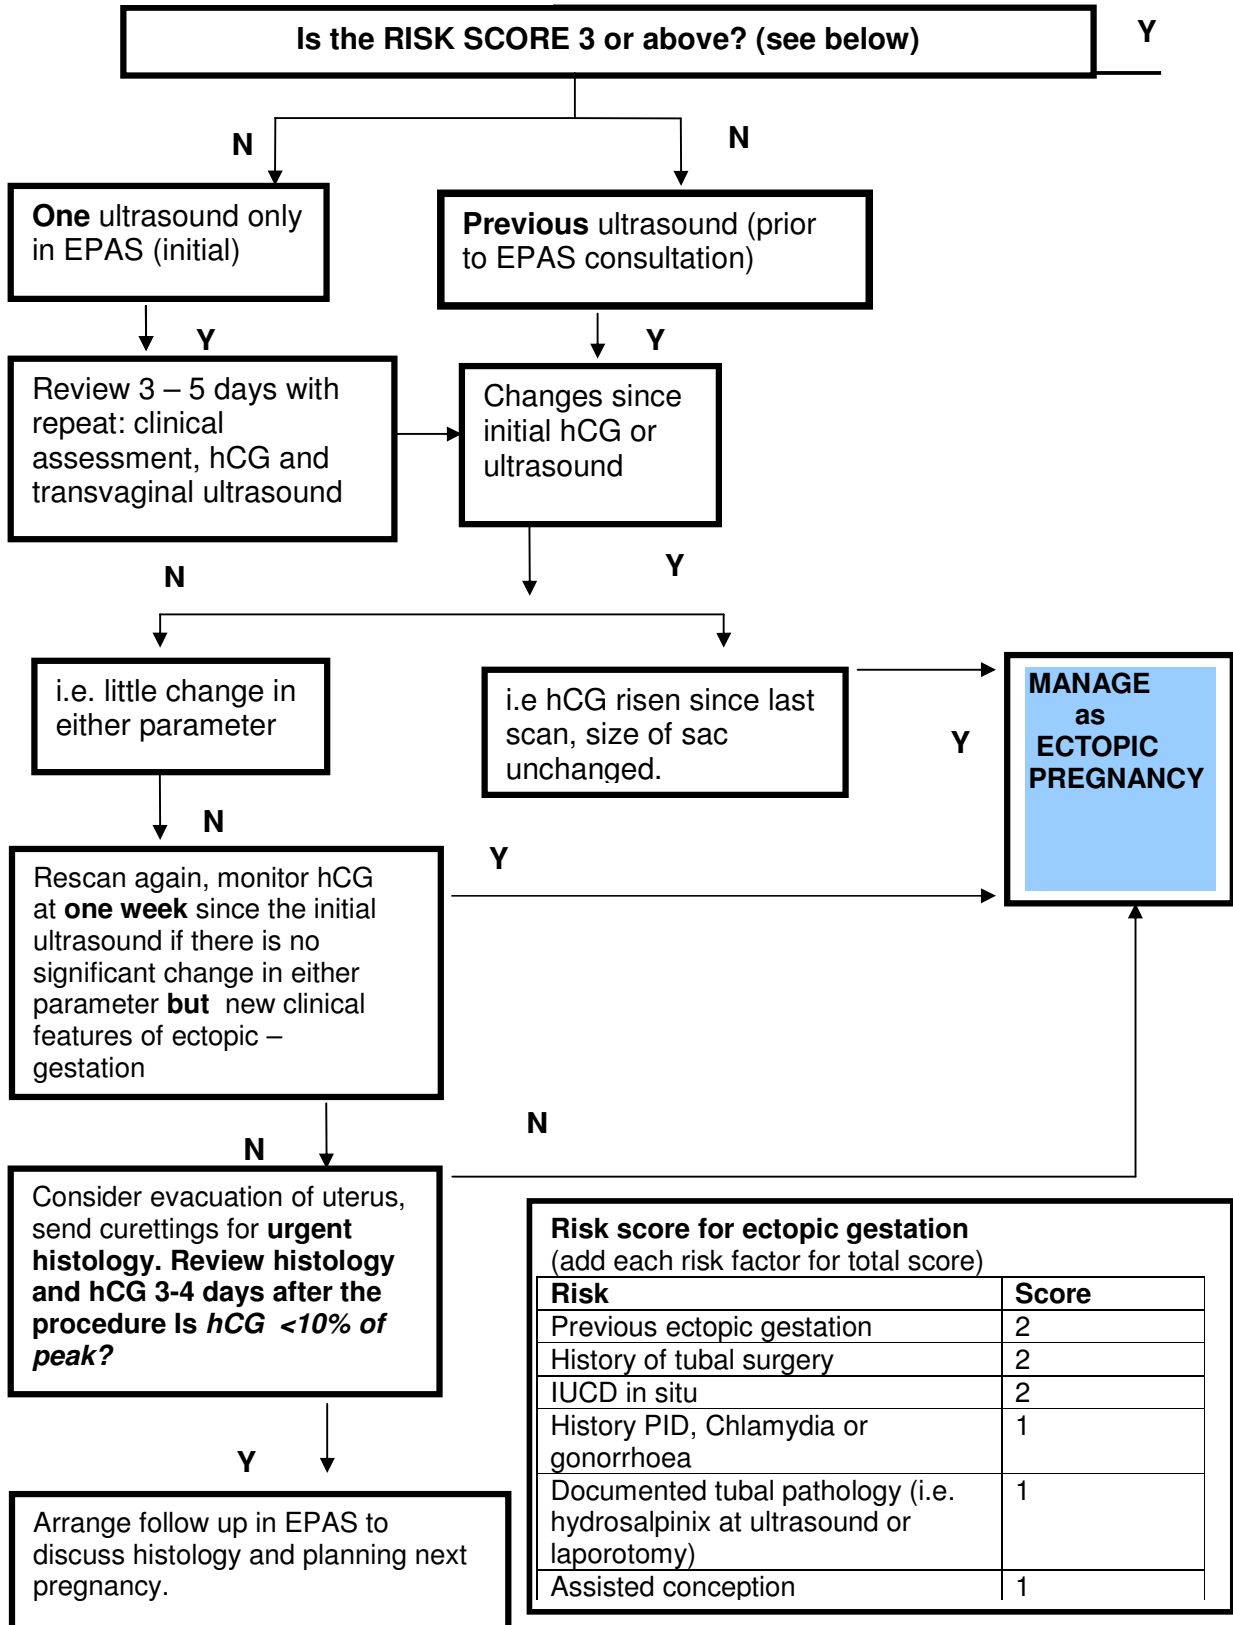 Is the RISK SCORE 3 or above? (see below)
Y
N
N
One ultrasound only
in EPAS (initial)
Previous ultrasound (prior
to EPAS consultation)
Y
Y
Review 3 – 5 days with
repeat: clinical
assessment, hCG and
transvaginal ultrasound
Changes since
initial hCG or
ultrasound
N
Y
i.e. little change in
either parameter
i.e hCG risen since last
scan, size of sac
unchanged.
Y
MANAGE
as
ECTOPIC
PREGNANCY
N
Y
Rescan again, monitor hCG
at one week since the initial
ultrasound if there is no
significant change in either
parameter but new clinical
features of ectopic –
gestation
N
N
Consider evacuation of uterus,
send curettings for urgent
histology. Review histology
and hCG 3-4 days after the
procedure Is hCG <10% of
peak?
Y
Arrange follow up in EPAS to
discuss histology and planning next
pregnancy.
Risk score for ectopic gestation
(add each risk factor for total score)
Risk Score
Previous ectopic gestation 2
History of tubal surgery 2
IUCD in situ 2
History PID, Chlamydia or 1
gonorrhoea
Documented tubal pathology (i.e. 1
hydrosalpinix at ultrasound or
laporotomy)
Assisted conception 1